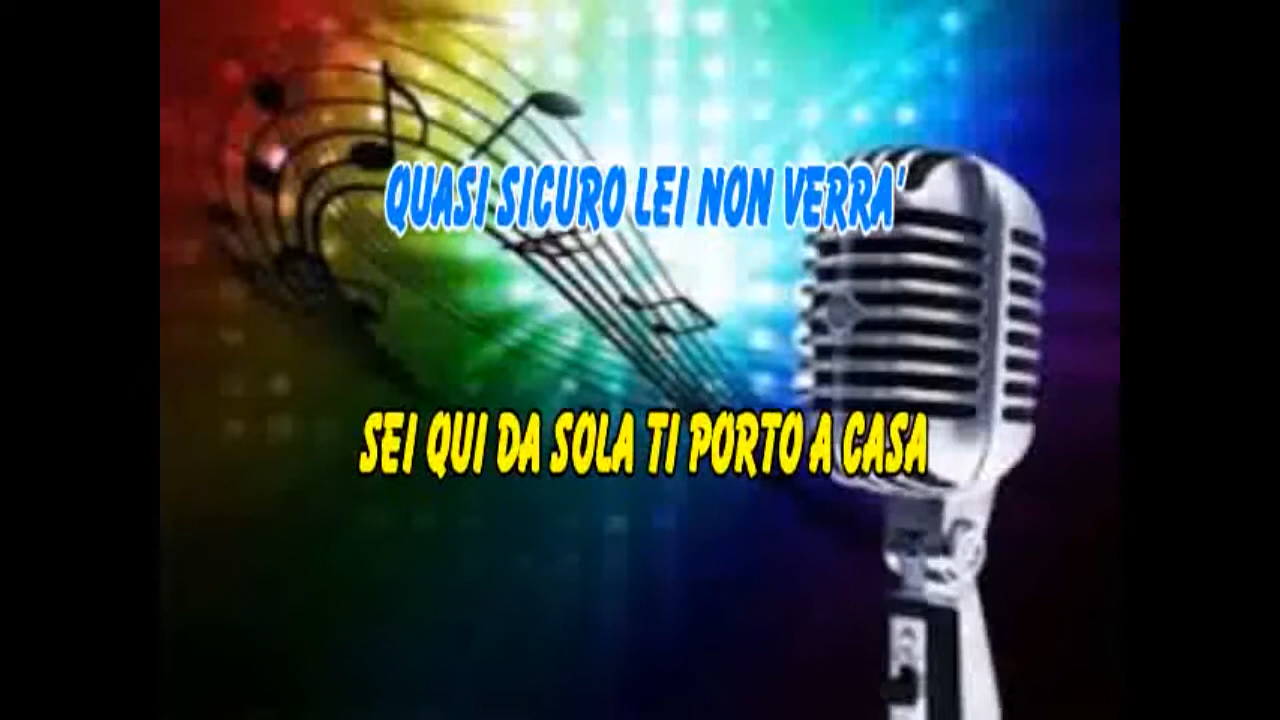 QUASI SICURO LEI NON VERRA'
SEI QUI DA SOLA TI PORTO A CASA